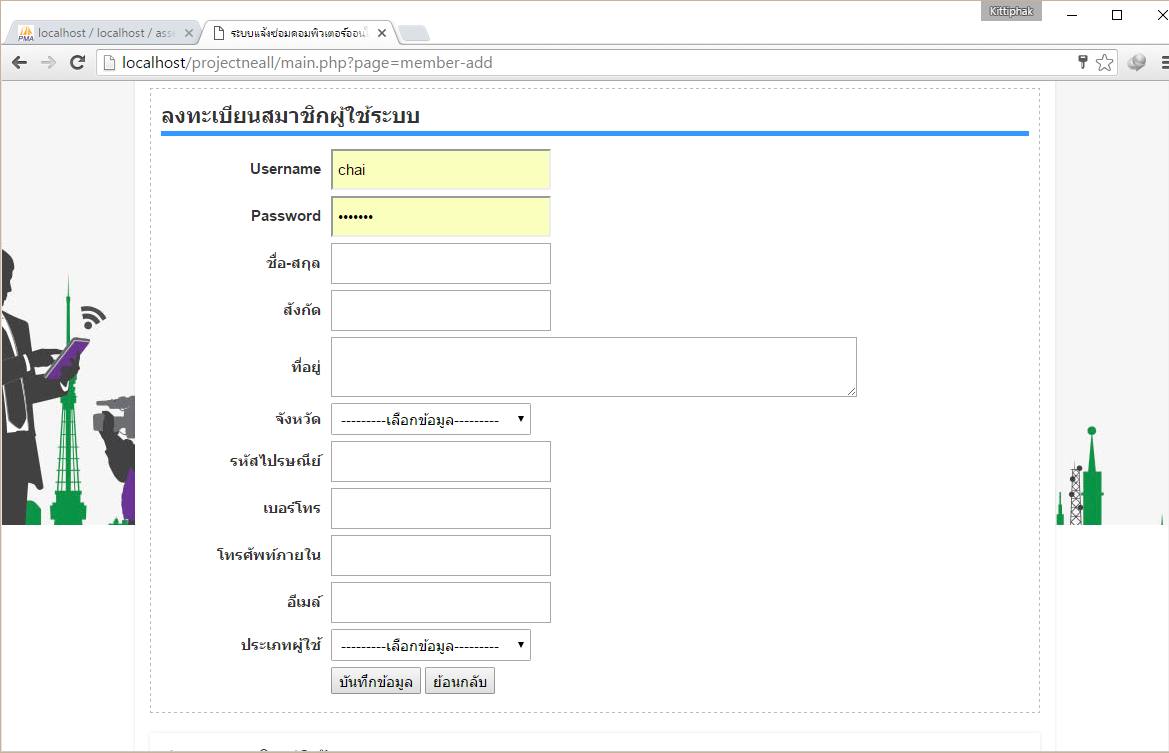 Kittiphak
PMA localhost / localhost / ass
ระบบแจ้งซ่อมคอมพิวเตอร์ออนไ
localhost/projectneall/main.php?page=member-add
ลงทะเบียนสมาชิกผู้ใช้ระบบ
Username chai
Password •••••••
ชื่อ-สกุล
สังกัด
ที่อยู่
จังหวัด ---------เลือกข้อมูล---------
รหัสไปรษณีย์
เบอร์โทร
โทรศัพท์ภายใน
อีเมล์
ประเภทผู้ใช้ ---------เลือกข้อมูล---------
บันทึกข้อมูล ย้อนกลับ